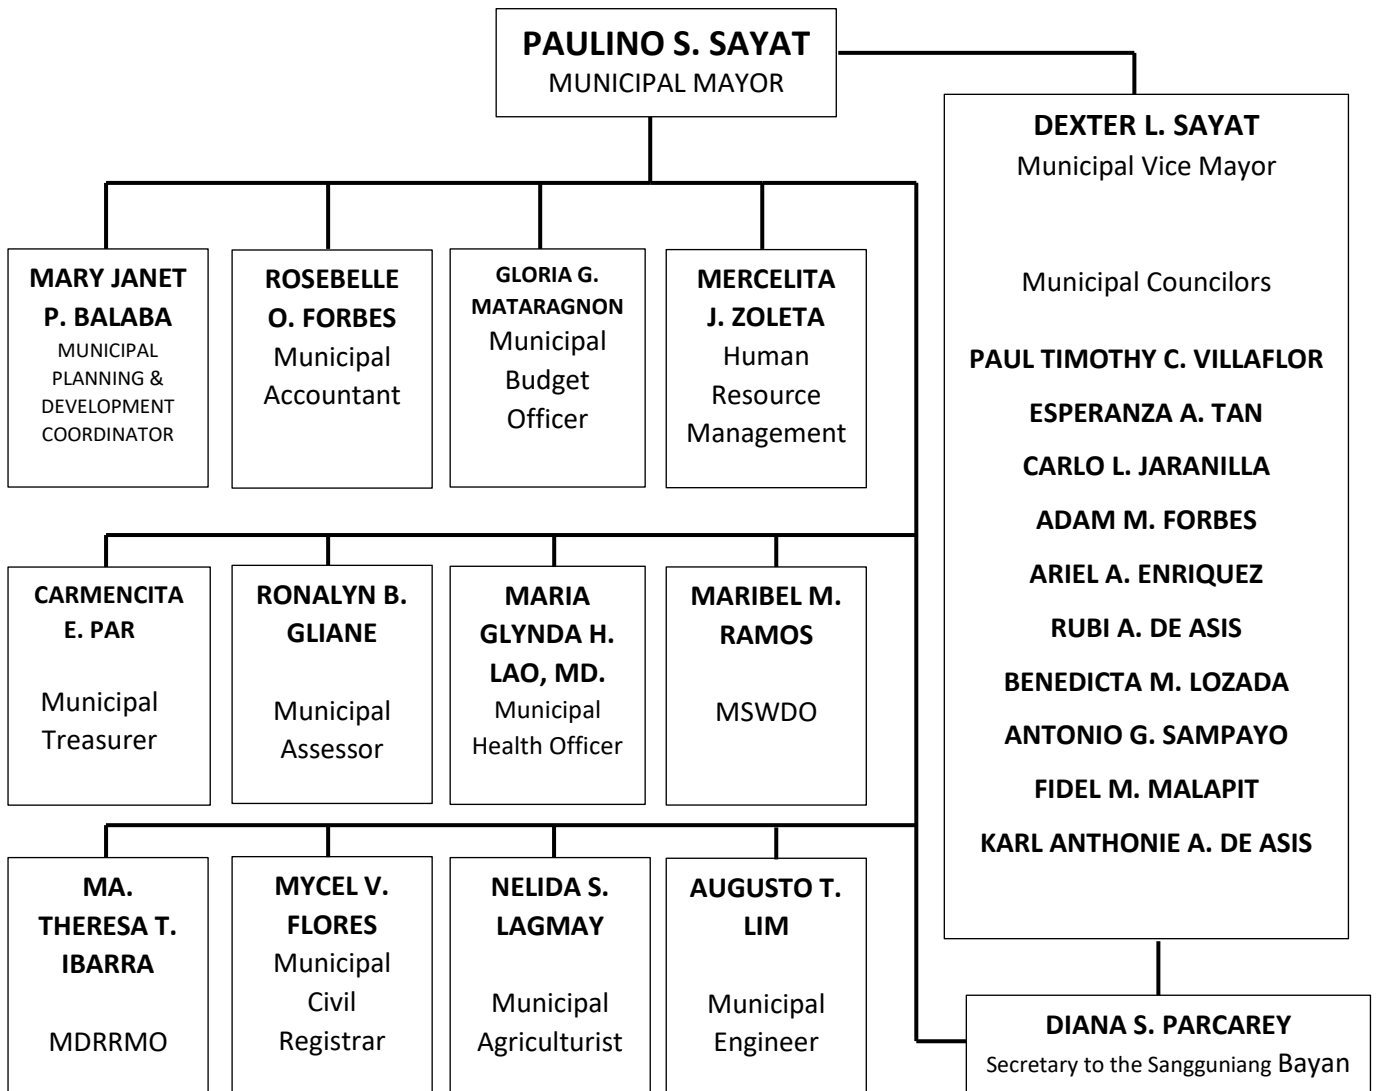 PAULINO S. SAYAT
MUNICIPAL MAYOR
DEXTER L. SAYAT
Municipal Vice Mayor
Municipal Councilors
PAUL TIMOTHY C. VILLAFLOR
ESPERANZA A. TAN
CARLO L. JARANILLA
ADAM M. FORBES
ARIEL A. ENRIQUEZ
RUBI A. DE ASIS
BENEDICTA M. LOZADA
ANTONIO G. SAMPAYO
FIDEL M. MALAPIT
KARL ANTHONIE A. DE ASIS
MARY JANET
P. BALABA
MUNICIPAL
PLANNING &
DEVELOPMENT
COORDINATOR
ROSEBELLE
O. FORBES
Municipal
Accountant
GLORIA G.
MATARAGNON
Municipal
Budget
Officer
MERCELITA
J. ZOLETA
Human
Resource
Management
CARMENCITA
E. PAR
Municipal
Treasurer
RONALYN B.
GLIANE
Municipal
Assessor
MARIA
GLYNDA H.
LAO, MD.
Municipal
Health Officer
MARIBEL M.
RAMOS
MSWDO
MA.
THERESA T.
IBARRA
MDRRMO
MYCEL V.
FLORES
Municipal
Civil
Registrar
NELIDA S.
LAGMAY
Municipal
Agriculturist
AUGUSTO T.
LIM
Municipal
Engineer
DIANA S. PARCAREY
Secretary to the Sangguniang Bayan